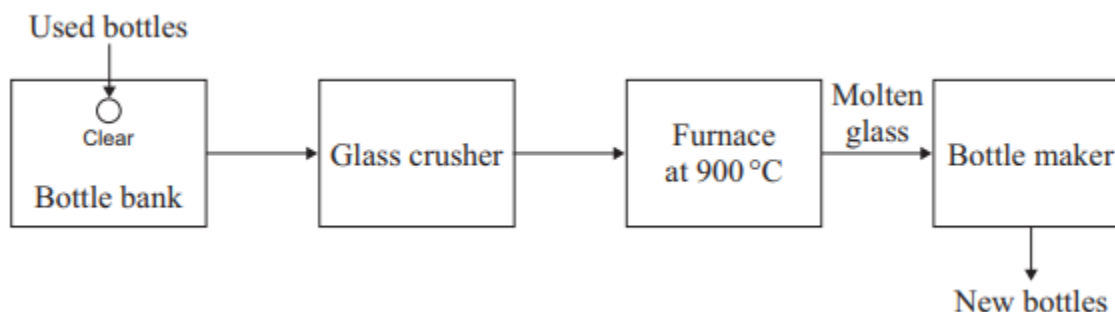 Used bottles
Clear
Bottle bank
Glass crusher
Furnace
at 900 °C
Molten
glass
Bottle maker
New bottles